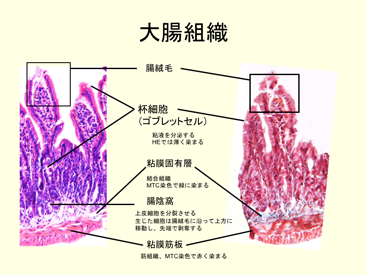 大腸組織
腸絨毛
杯細胞
(ゴブレットセル)
粘液を分泌する
HEでは薄く染まる
粘膜固有層
結合組織
MTC染色で緑に染まる
腸陰窩
上皮細胞を分裂させる
生じた細胞は腸絨毛に沿って上方に
移動し、先端で剥奪する
粘膜筋板
筋組織、MTC染色で赤く染まる